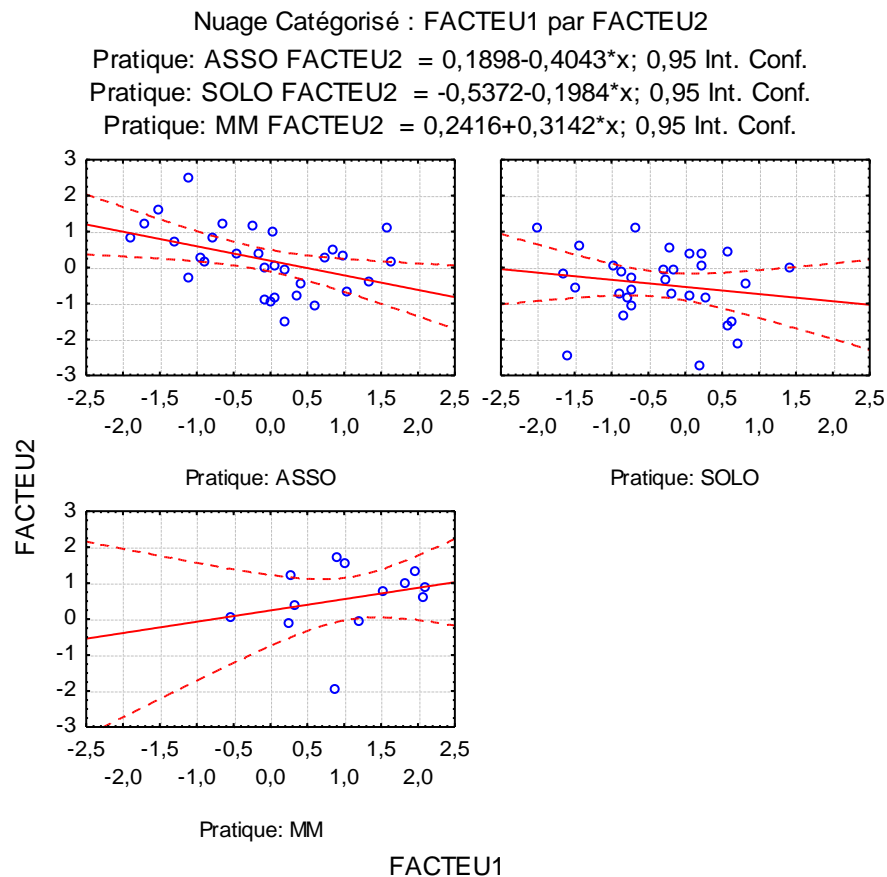 Nuage Catégorisé : FACTEU1 par FACTEU2
Pratique: ASSO FACTEU2 = 0,1898-0,4043*x; 0,95 Int. Conf.
Pratique: SOLO FACTEU2 = -0,5372-0,1984*x; 0,95 Int. Conf.
Pratique: MM FACTEU2 = 0,2416+0,3142*x; 0,95 Int. Conf.
FACTEU2
3
2
1
0
-1
-2
-3
-2,5 -1,5 -0,5 0,5 1,5 2,5
-2,0 -1,0 0,0 1,0 2,0
Pratique: ASSO
-2,5 -1,5 -0,5 0,5 1,5 2,5
-2,0 -1,0 0,0 1,0 2,0
Pratique: SOLO
3
2
1
0
-1
-2
-3
-2,5 -1,5 -0,5 0,5 1,5 2,5
-2,0 -1,0 0,0 1,0 2,0
Pratique: MM
FACTEU1